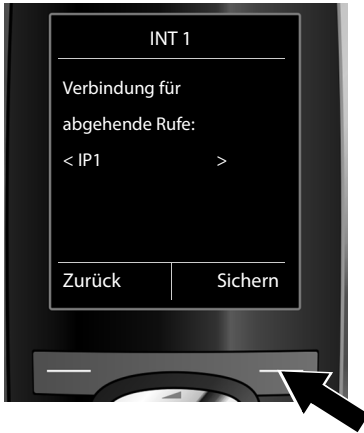 INT 1
Verbindung für
abgehende Rufe:
< IP1 >
Zurück Sichern